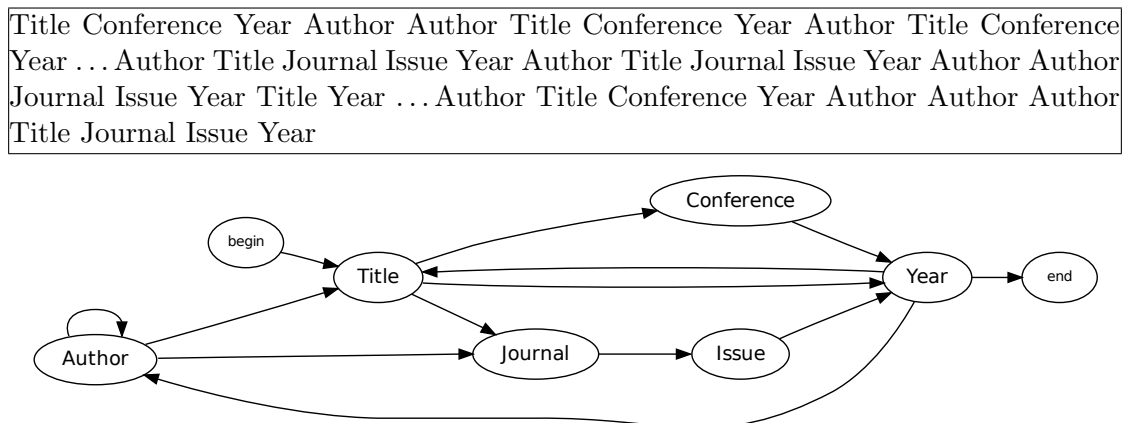 Title Conference Year Author Author Title Conference Year Author Title Conference
Year ... Author Title Journal Issue Year Author Title Journal Issue Year Author Author
Journal Issue Year Title Year ... Author Title Conference Year Author Author Author
Title Journal Issue Year
Conference
begin
Title
Year
end
Author
Journal
Issue